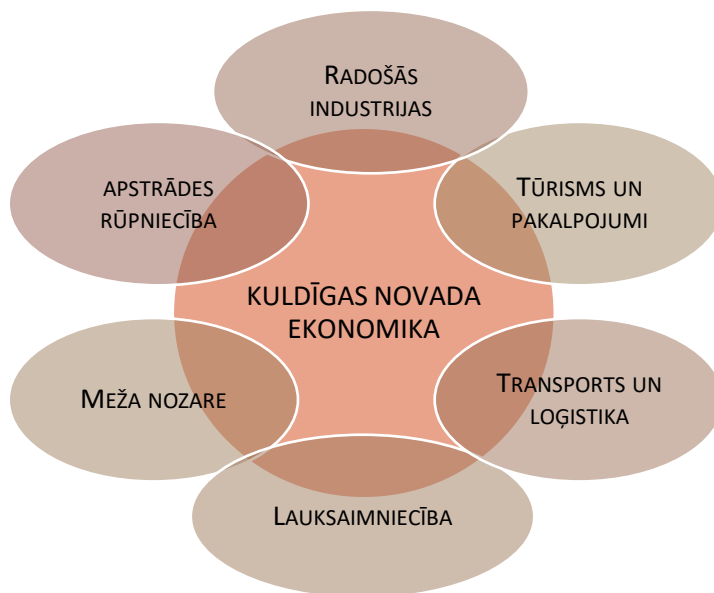 RADOŠĀS
INDUSTRIJAS
TŪRISMS UN
PAKALPOJUMI
APSTRĀDES
RŪPNIECĪBA
KULDĪGAS NOVADA
EKONOMIKA
MEŽA NOZARE
TRANSPORTS UN
LOĢISTIKA
LAUKSAIMNIECĪBA